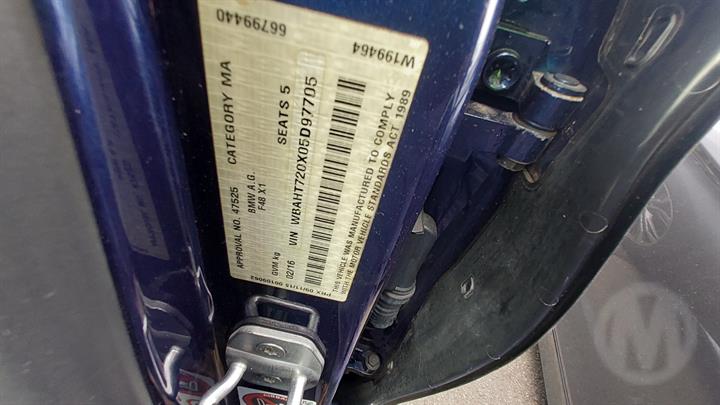 66799440
W199464
CATEGORY MA
SEATS 5
APPROVAL NO. 47525
BMW A.G.
F48 X1
GVM kg
02/16 VIN WBAHT720X05D97705
THIS VEHICLE WAS MANUFACTURED TO COMPLY
WITH THE MOTOR VEHICLE STANDARDS ACT 1989
M